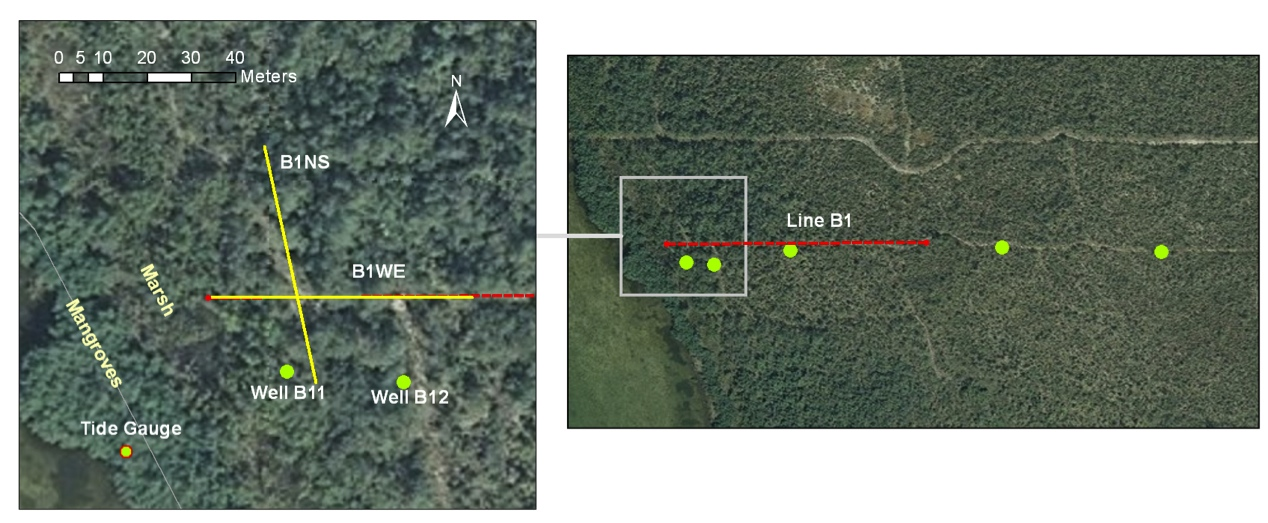 0 5 10 20 30 40
Meters
N
B1NS
B1WE
Marsh
Mangroves
Well B11
Well B12
Tide Gauge
Line B1